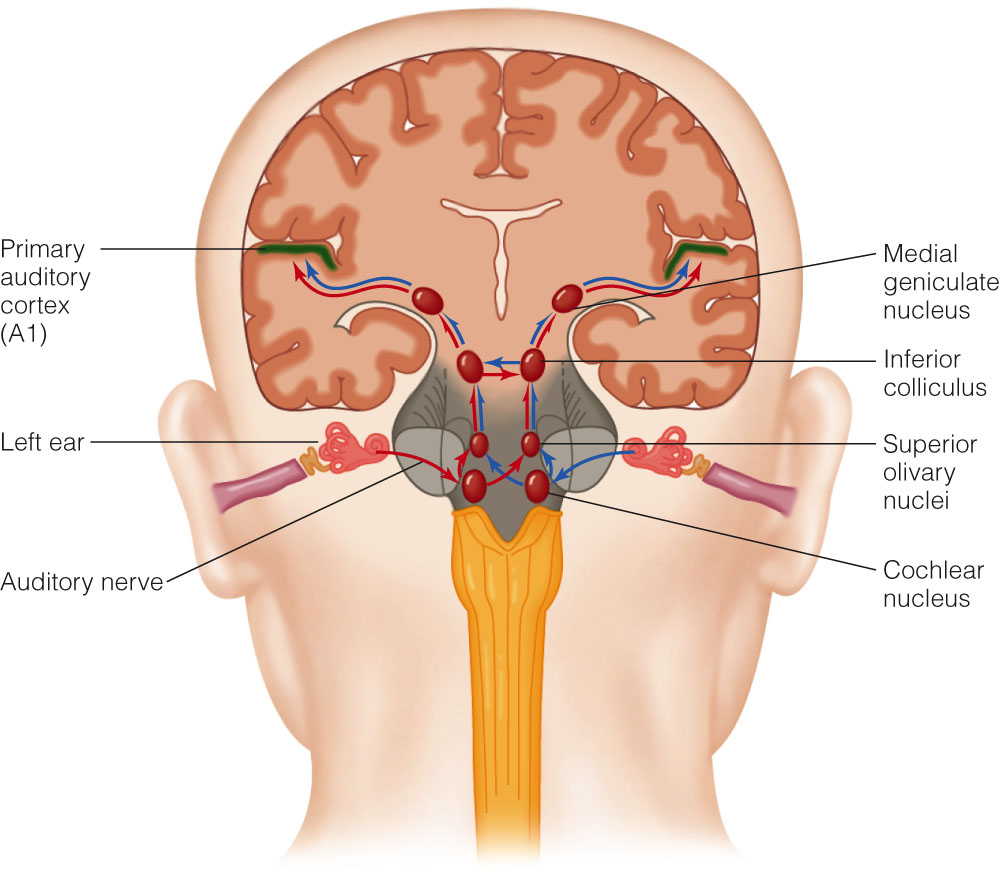 Primary
auditory
cortex
(A1)
Left ear
Auditory nerve
Medial
geniculate
nucleus
Inferior
colliculus
Superior
olivary
nuclei
Cochlear
nucleus